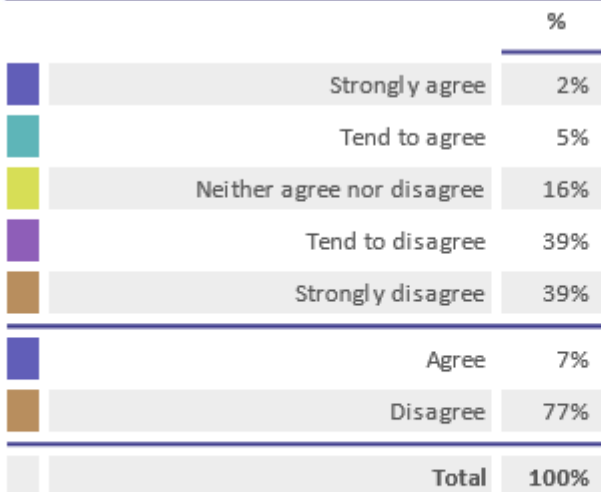 %
Strongly agree 2%
Tend to agree 5%
Neither agree nor disagree 16%
Tend to disagree 39%
Strongly disagree 39%
Agree 7%
Disagree 77%
Total 100%